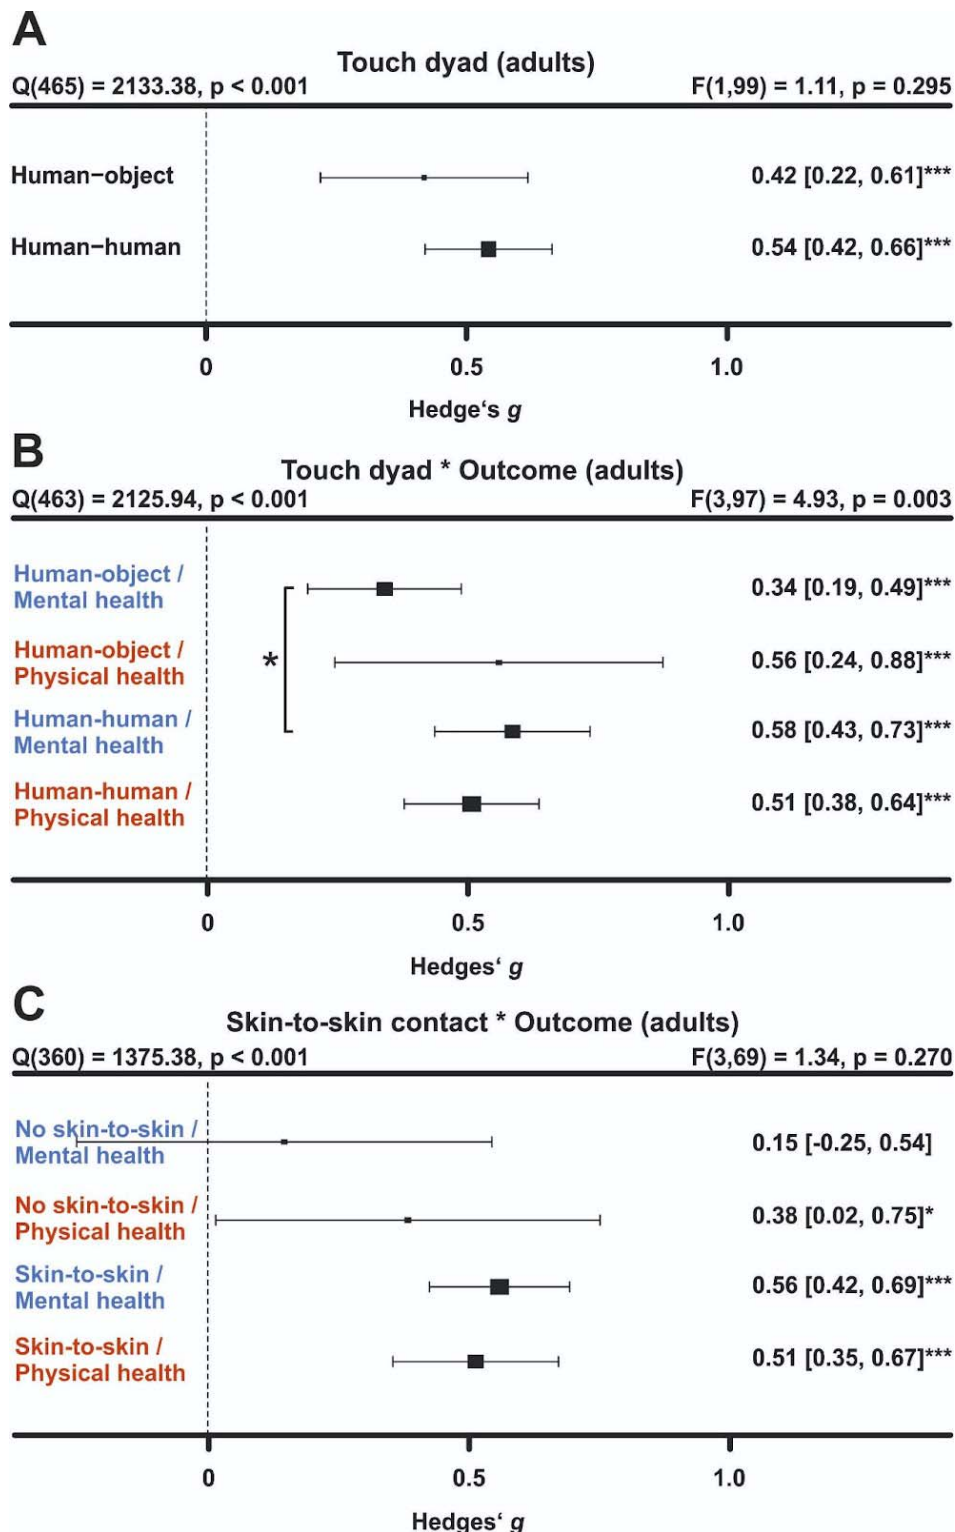 A
Touch dyad (adults)
Q(465) = 2133.38, p < 0.001 F(1,99) = 1.11, p = 0.295
Human−object 0.42 [0.22, 0.61]***
Human−human 0.54 [0.42, 0.66]***
0 0.5 1.0
Hedge‘s g
B
Touch dyad * Outcome (adults)
Q(463) = 2125.94, p < 0.001 F(3,97) = 4.93, p = 0.003
Human-object /
Mental health 0.34 [0.19, 0.49]***
Human-object /
Physical health 0.56 [0.24, 0.88]***
*
Human-human /
Mental health 0.58 [0.43, 0.73]***
Human-human /
Physical health 0.51 [0.38, 0.64]***
0 0.5 1.0
Hedges‘ g
C
Skin-to-skin contact * Outcome (adults)
Q(360) = 1375.38, p < 0.001 F(3,69) = 1.34, p = 0.270
No skin-to-skin /
Mental health 0.15 [-0.25, 0.54]
No skin-to-skin /
Physical health 0.38 [0.02, 0.75]*
Skin-to-skin /
Mental health 0.56 [0.42, 0.69]***
Skin-to-skin /
Physical health 0.51 [0.35, 0.67]***
0 0.5 1.0
Hedges‘ g